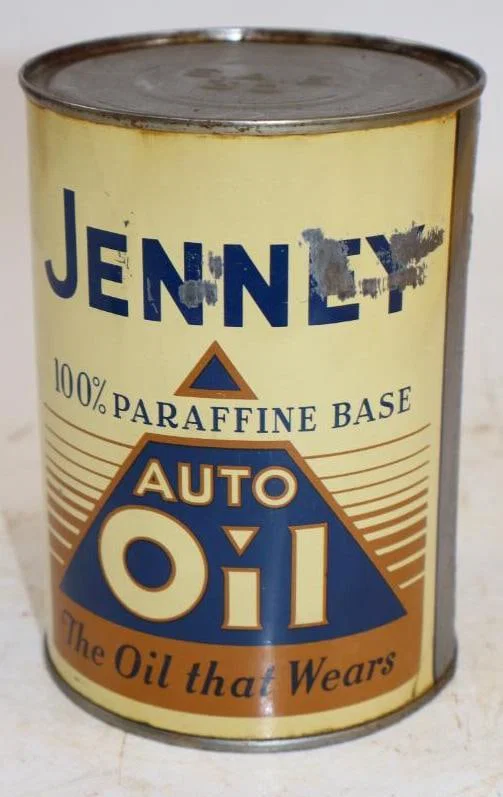 JENNEY
100% PARAFFINE BASE
AUTO
Oil
The Oil that Wears